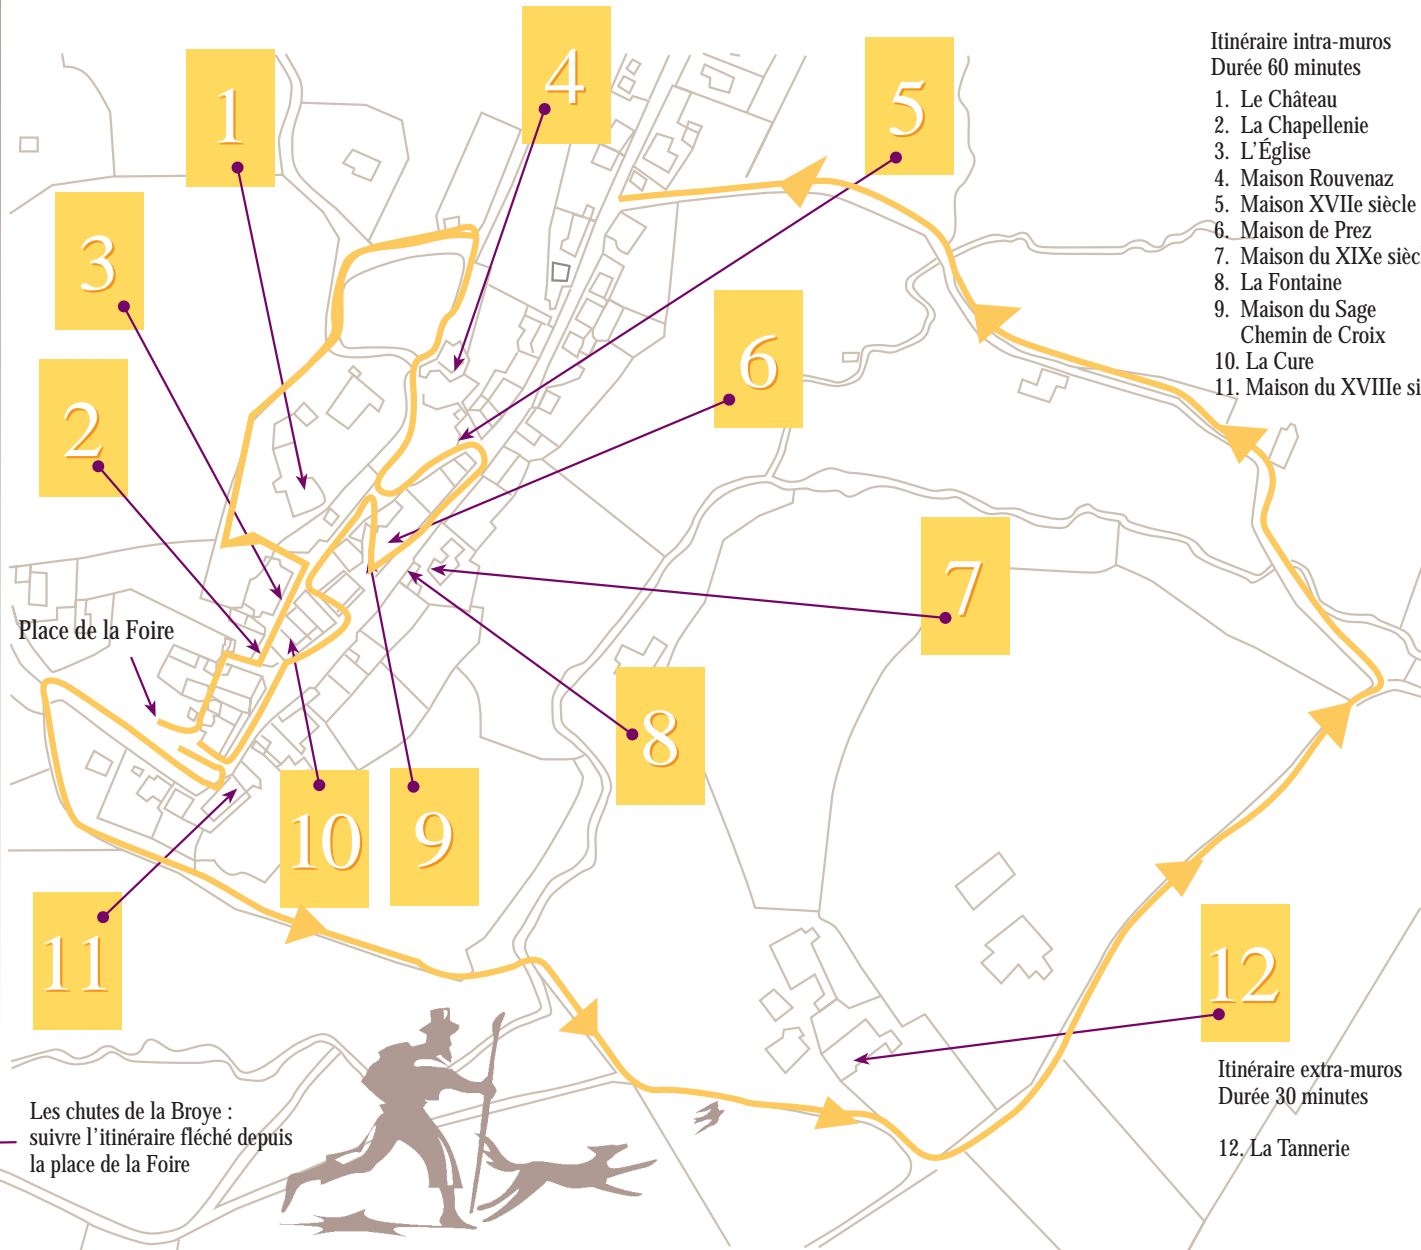 Itinéraire intra-muros
Durée 60 minutes
1. Le Château
2. La Chapellenie
3. L'Église
4. Maison Rouvenaz
5. Maison XVIIe siècle
6. Maison de Prez
7. Maison du XIXe sièc
8. La Fontaine
9. Maison du Sage
Chemin de Croix
10. La Cure
11. Maison du XVIIIe si
4
1
5
3
6
2
7
Place de la Foire
8
10
9
11
12
Itinéraire extra-muros
Durée 30 minutes
12. La Tannerie
Les chutes de la Broye :
suivre l'itinéraire fléché depuis
la place de la Foire